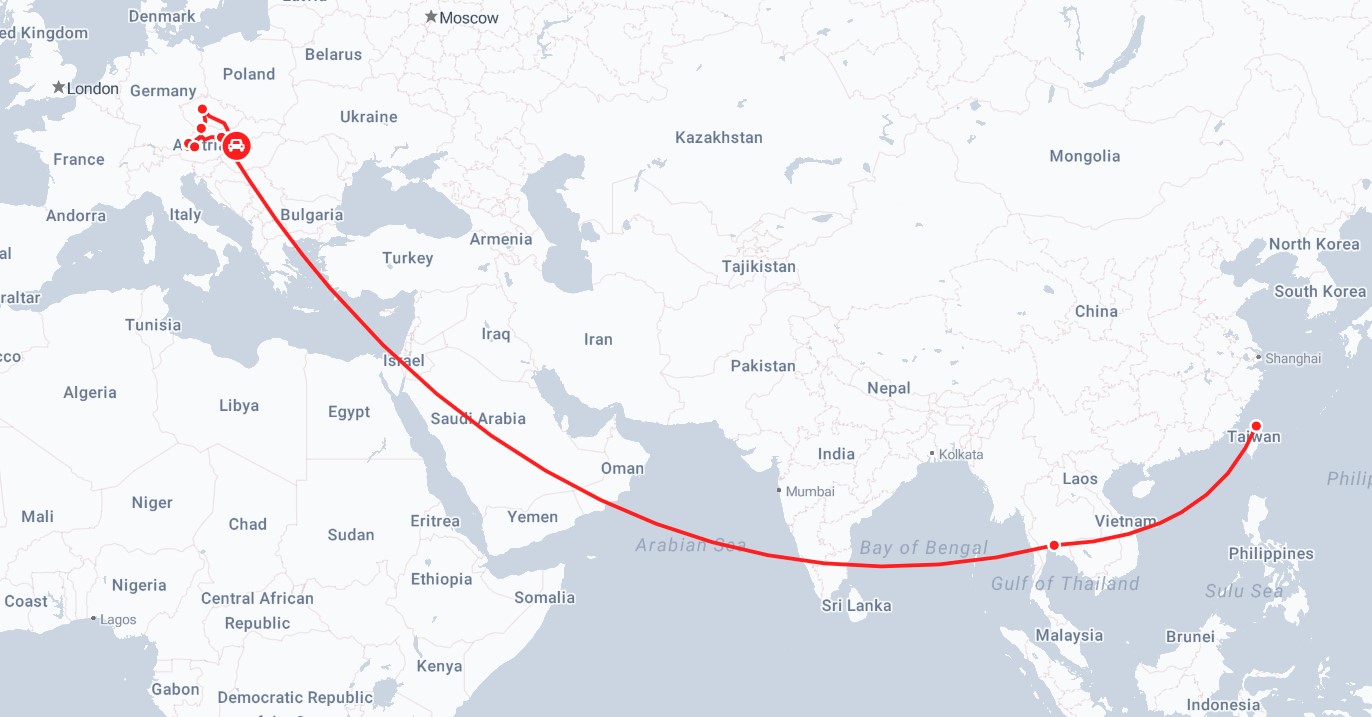 Denmark
Moscow
ed Kingdom
Belarus
Poland
London
Germany
Ukraine
Kazakhstan
A
tria
France
Mongolia
Andorra
Italy
Bulgaria
Armenia
North Korea
al
Turkey
Tajikistan
South Korea
raltar
China
Tunisia
Iraq
Iran
cco
Israel
Shanghai
Pakistan
Nepal
Algeria
Libya
Egypt
Saudi Arabia
Taiwan
India
Kolkata
Oman
Laos
Philip
Mumbai
Niger
Mali
Chad
Yemen
Eritrea
Vietnam
Sudan
Arabian Sea
Bay of Bengal
Philippines
Ethiopia
Gulf of Thailand
Nigeria
Sulu Sea
Coast
Central African
Republic
Somalia
Sri Lanka
Lagos
Malaysia
Brunei
Kenya
Gabon
Democratic Republic
Indonesia